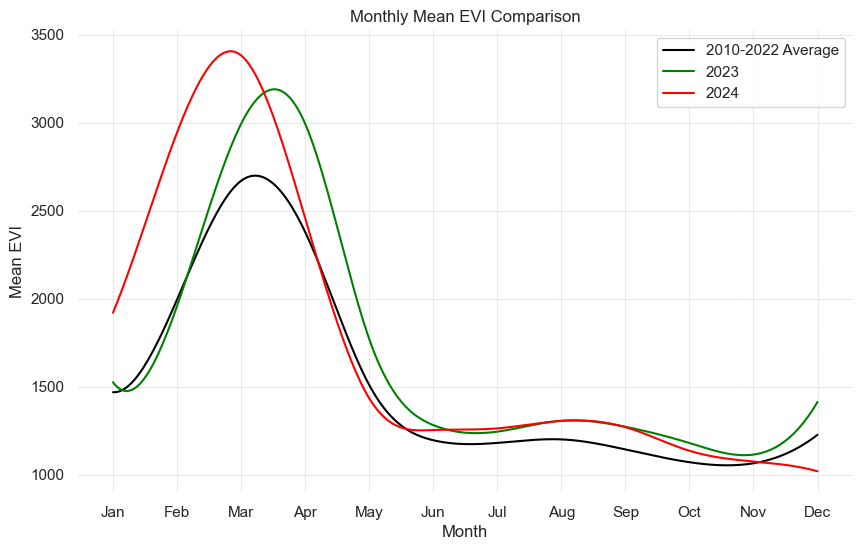 Monthly Mean EVI Comparison
3500
3000
2500
2000
1500
1000
Mean EVI
2010-2022 Average
2023
2024
Jan Feb Mar Apr May Jun Jul Aug Sep Oct Nov Dec
Month